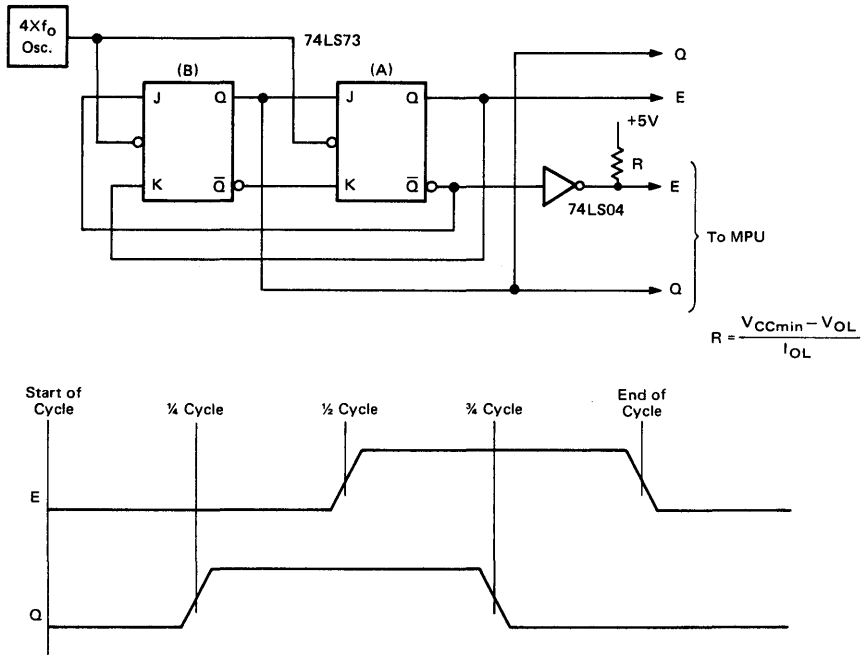 4Xfo
Osc.
74LS73
(B)
(A)
J
Q
K
Q̅
J
Q
K
Q̅
Q
E
+5V
R
E
74LS04
To MPU
Q
R = (VCCmin − VOL) / IOL
Start of
Cycle
¼ Cycle
½ Cycle
¾ Cycle
End of
Cycle
E
Q